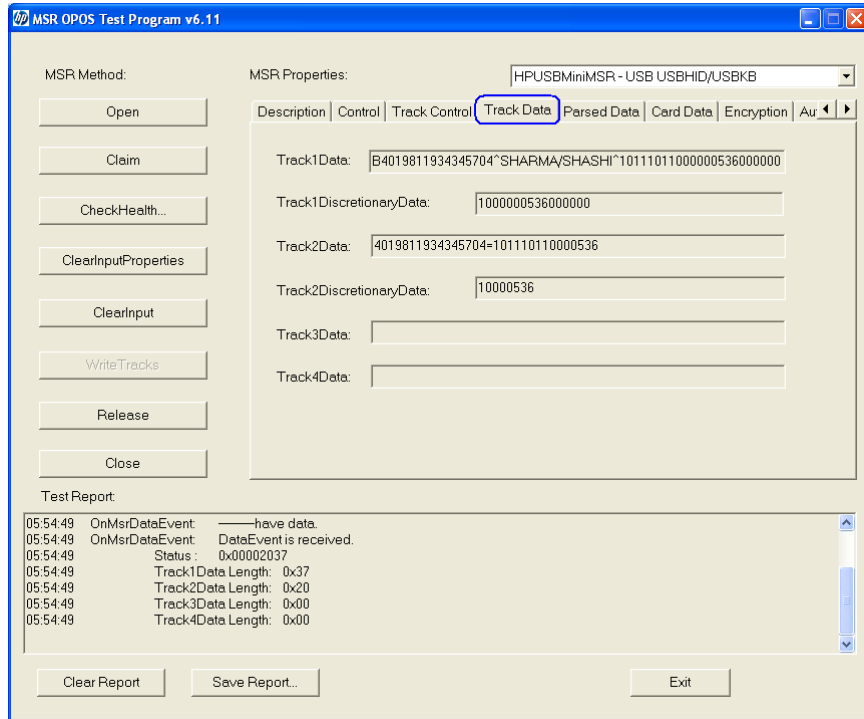 MSR OPOS Test Program v6.11
MSR Method:
MSR Properties:
HPUSBMiniMSR - USB USBHID/USBKB
Open
Description
Control
Track Control
Track Data
Parsed Data
Card Data
Encryption
Au
Claim
Track1Data:
B4019811934345704^SHARMA/SHASHI^10111011000000536000000
CheckHealth...
Track1DiscretionaryData:
1000000536000000
ClearInputProperties
Track2Data:
4019811934345704=101110110000536
Track2DiscretionaryData:
10000536
ClearInput
Track3Data:
WriteTracks
Track4Data:
Release
Close
Test Report:
05:54:49 OnMsrDataEvent: ———have data.
05:54:49 OnMsrDataEvent: DataEvent is received.
05:54:49 Status : 0x00002037
05:54:49 Track1Data Length: 0x37
05:54:49 Track2Data Length: 0x20
05:54:49 Track3Data Length: 0x00
05:54:49 Track4Data Length: 0x00
Clear Report
Save Report...
Exit